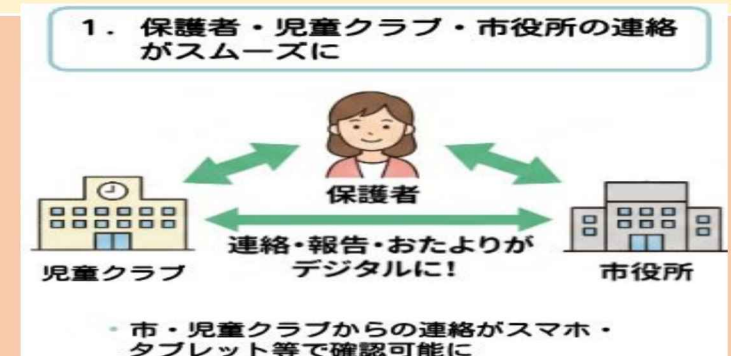 1. 保護者・児童クラブ・市役所の連絡
がスムーズに
保護者
連絡・報告・おたよりが
デジタルに!
児童クラブ
市役所
・市・児童クラブからの連絡がスマホ・
タブレット等で確認可能に